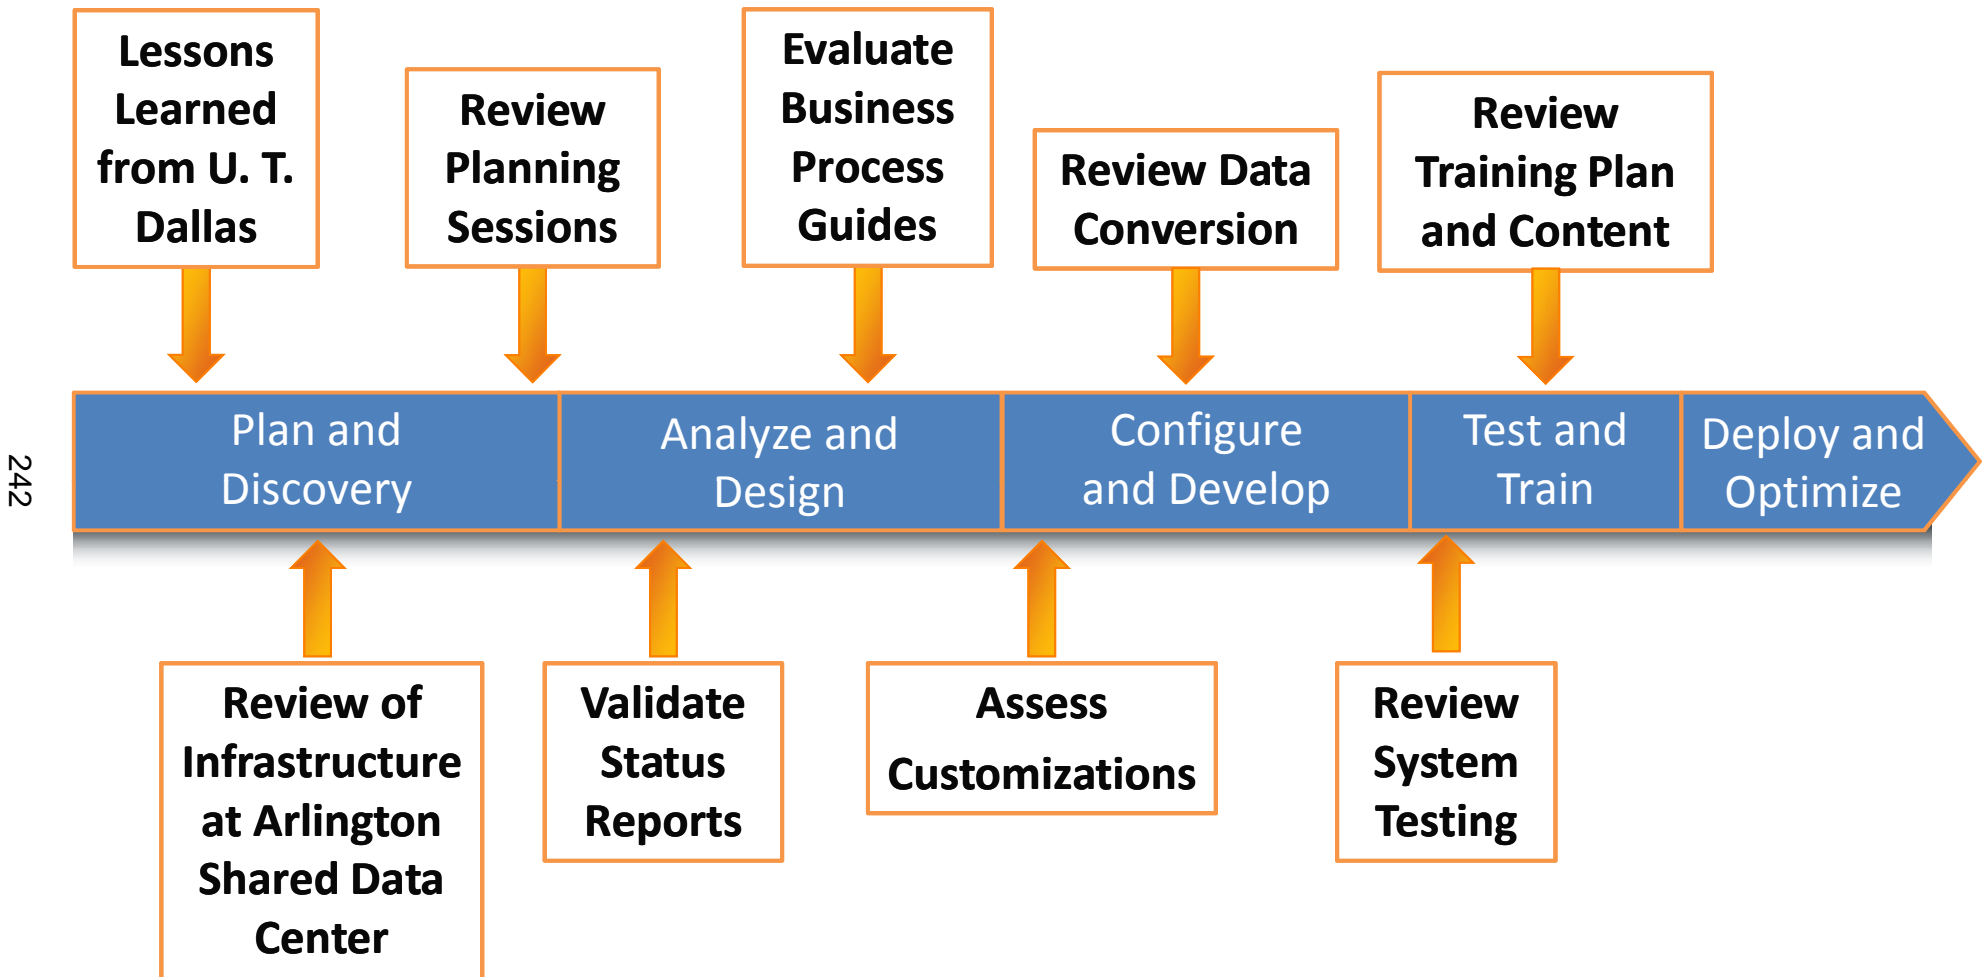 Lessons
Learned
from U. T.
Dallas
Review
Planning
Sessions
Evaluate
Business
Process
Guides
Review Data
Conversion
Review
Training Plan
and Content
Plan and
Discovery
Analyze and
Design
Configure
and Develop
Test and
Train
Deploy and
Optimize
242
Review of
Infrastructure
at Arlington
Shared Data
Center
Validate
Status
Reports
Assess
Customizations
Review
System
Testing